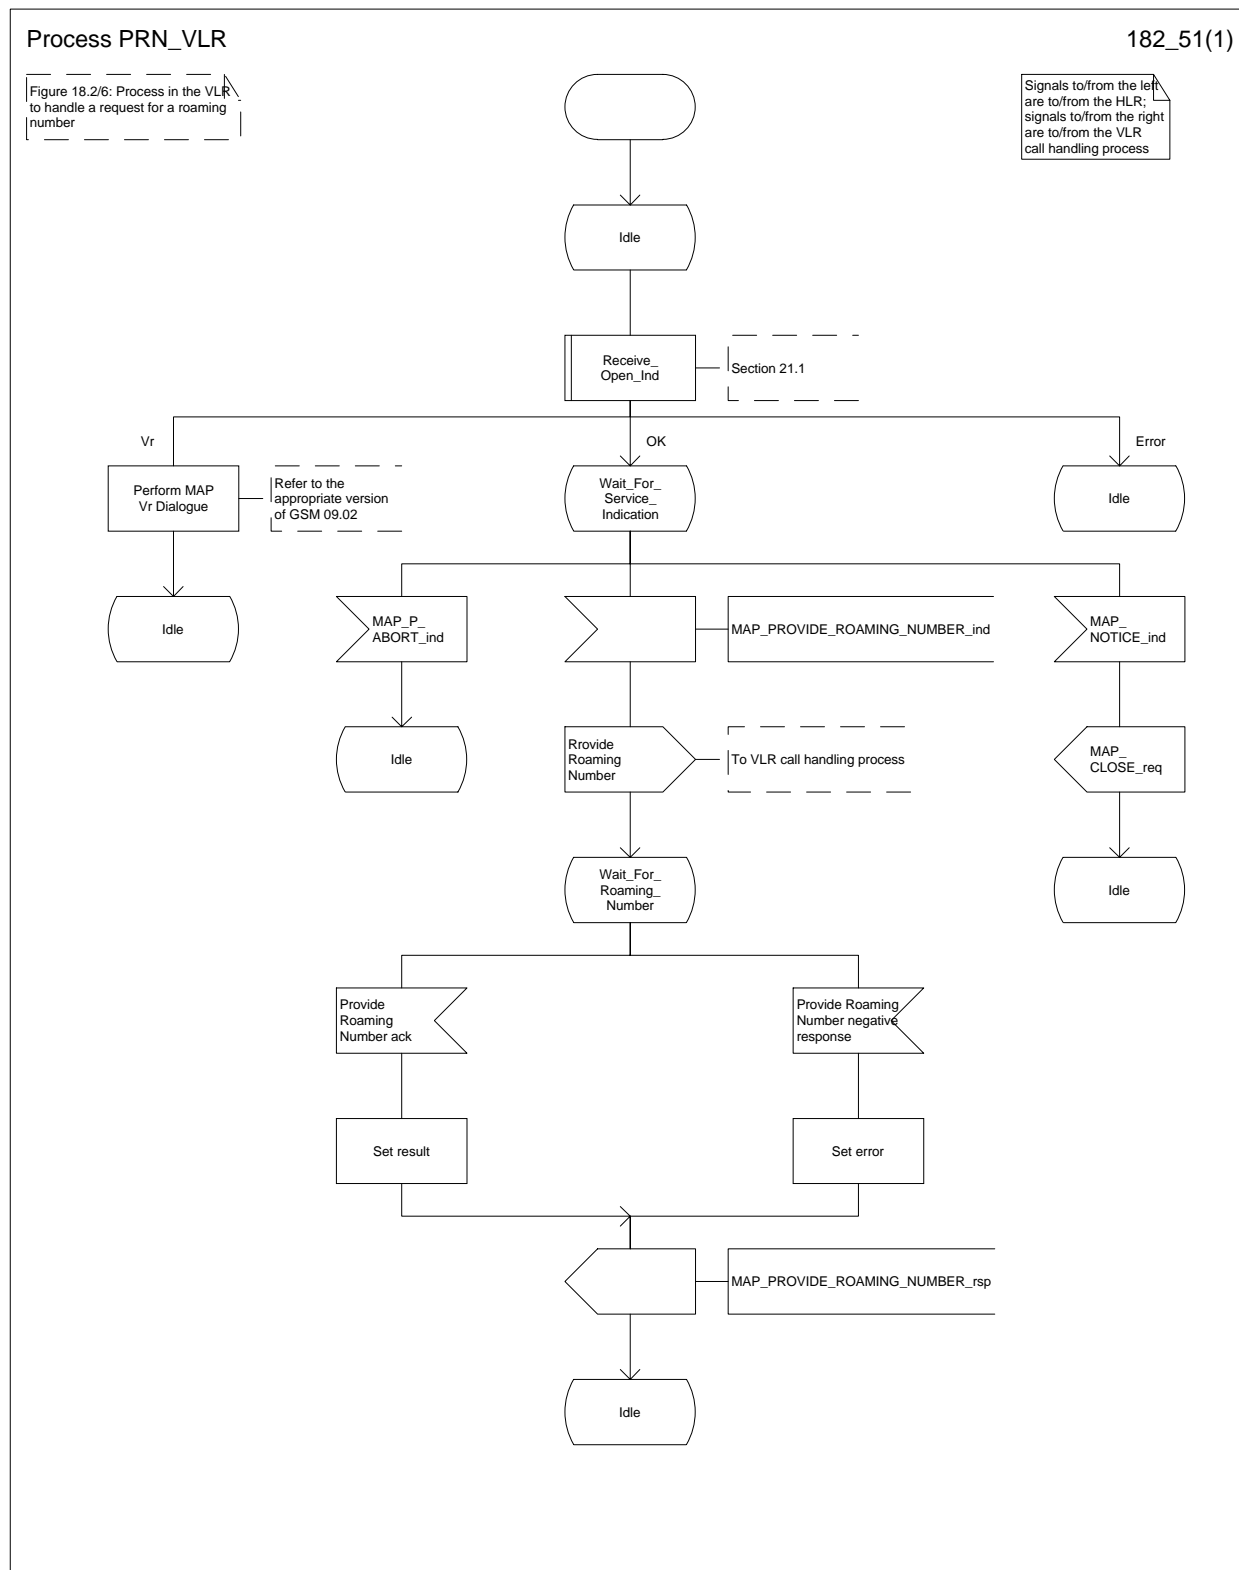 Process PRN_VLR
182_51(1)
Figure 18.2/6: Process in the VLR
to handle a request for a roaming
number
Signals to/from the left
are to/from the HLR;
signals to/from the right
are to/from the VLR
call handling process
Idle
Receive_
Open_Ind
Section 21.1
Vr
OK
Error
Perform MAP
Vr Dialogue
Refer to the
appropriate version
of GSM 09.02
Wait_For_
Service_
Indication
Idle
Idle
MAP_P_
ABORT_ind
MAP_PROVIDE_ROAMING_NUMBER_ind
MAP_
NOTICE_ind
Idle
Rrovide
Roaming
Number
To VLR call handling process
MAP_
CLOSE_req
Wait_For_
Roaming_
Number
Idle
Provide
Roaming
Number ack
Provide Roaming
Number negative
response
Set result
Set error
MAP_PROVIDE_ROAMING_NUMBER_rsp
Idle